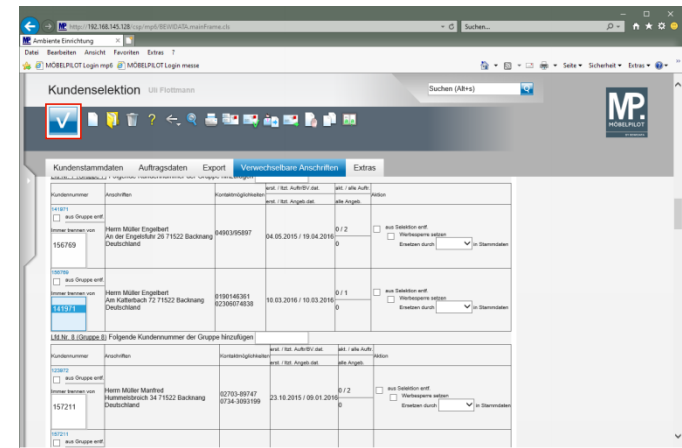 http://192.168.145.128/csp/mp6/BEWIDATA.mainFrame.cls
Suchen...
Ambiente Einrichtung
Datei Bearbeiten Ansicht Favoriten Extras ?
MÖBELPILOT Login mp6 MÖBELPILOT Login messe
Seite Sicherheit Extras
Kundenselektion Uli Flottmann
Suchen (Alt+s)
MP.
MÖBELPILOT
Kundenstammdaten Auftragsdaten Export Verwechselbare Anschriften Extras
Kundennummer Anschriften Kontaktmöglichkeiten erst. / ltzt. Auftr/BV.dat. akt. / alle Auftr. Aktion
erst. / ltzt. Angeb.dat. alle Angeb.
141971
aus Gruppe entf.
immer trennen von
156769
Herrn Müller Engelbert
An der Engelsfuhr 26 71522 Backnang
Deutschland
04903/95897
04.05.2015 / 19.04.2016
0 / 2
0
aus Selektion entf.
Werbesperre setzen
Ersetzen durch in Stammdaten
156769
aus Gruppe entf.
immer trennen von
141971
Herrn Müller Engelbert
Am Katterbach 72 71522 Backnang
Deutschland
0190146361
02306074838
10.03.2016 / 10.03.2016
0 / 1
0
aus Selektion entf.
Werbesperre setzen
Ersetzen durch in Stammdaten
Lfd.Nr. 8 (Gruppe 8) Folgende Kundennummer der Gruppe hinzufügen
Kundennummer Anschriften Kontaktmöglichkeiten erst. / ltzt. Auftr/BV.dat. akt. / alle Auftr. Aktion
erst. / ltzt. Angeb.dat. alle Angeb.
123972
aus Gruppe entf.
immer trennen von
157211
Herrn Müller Manfred
Hummelsbroich 34 71522 Backnang
Deutschland
02703-89747
0734-3093199
23.10.2015 / 09.01.2016
0 / 2
0
aus Selektion entf.
Werbesperre setzen
Ersetzen durch in Stammdaten
157211
aus Gruppe entf.